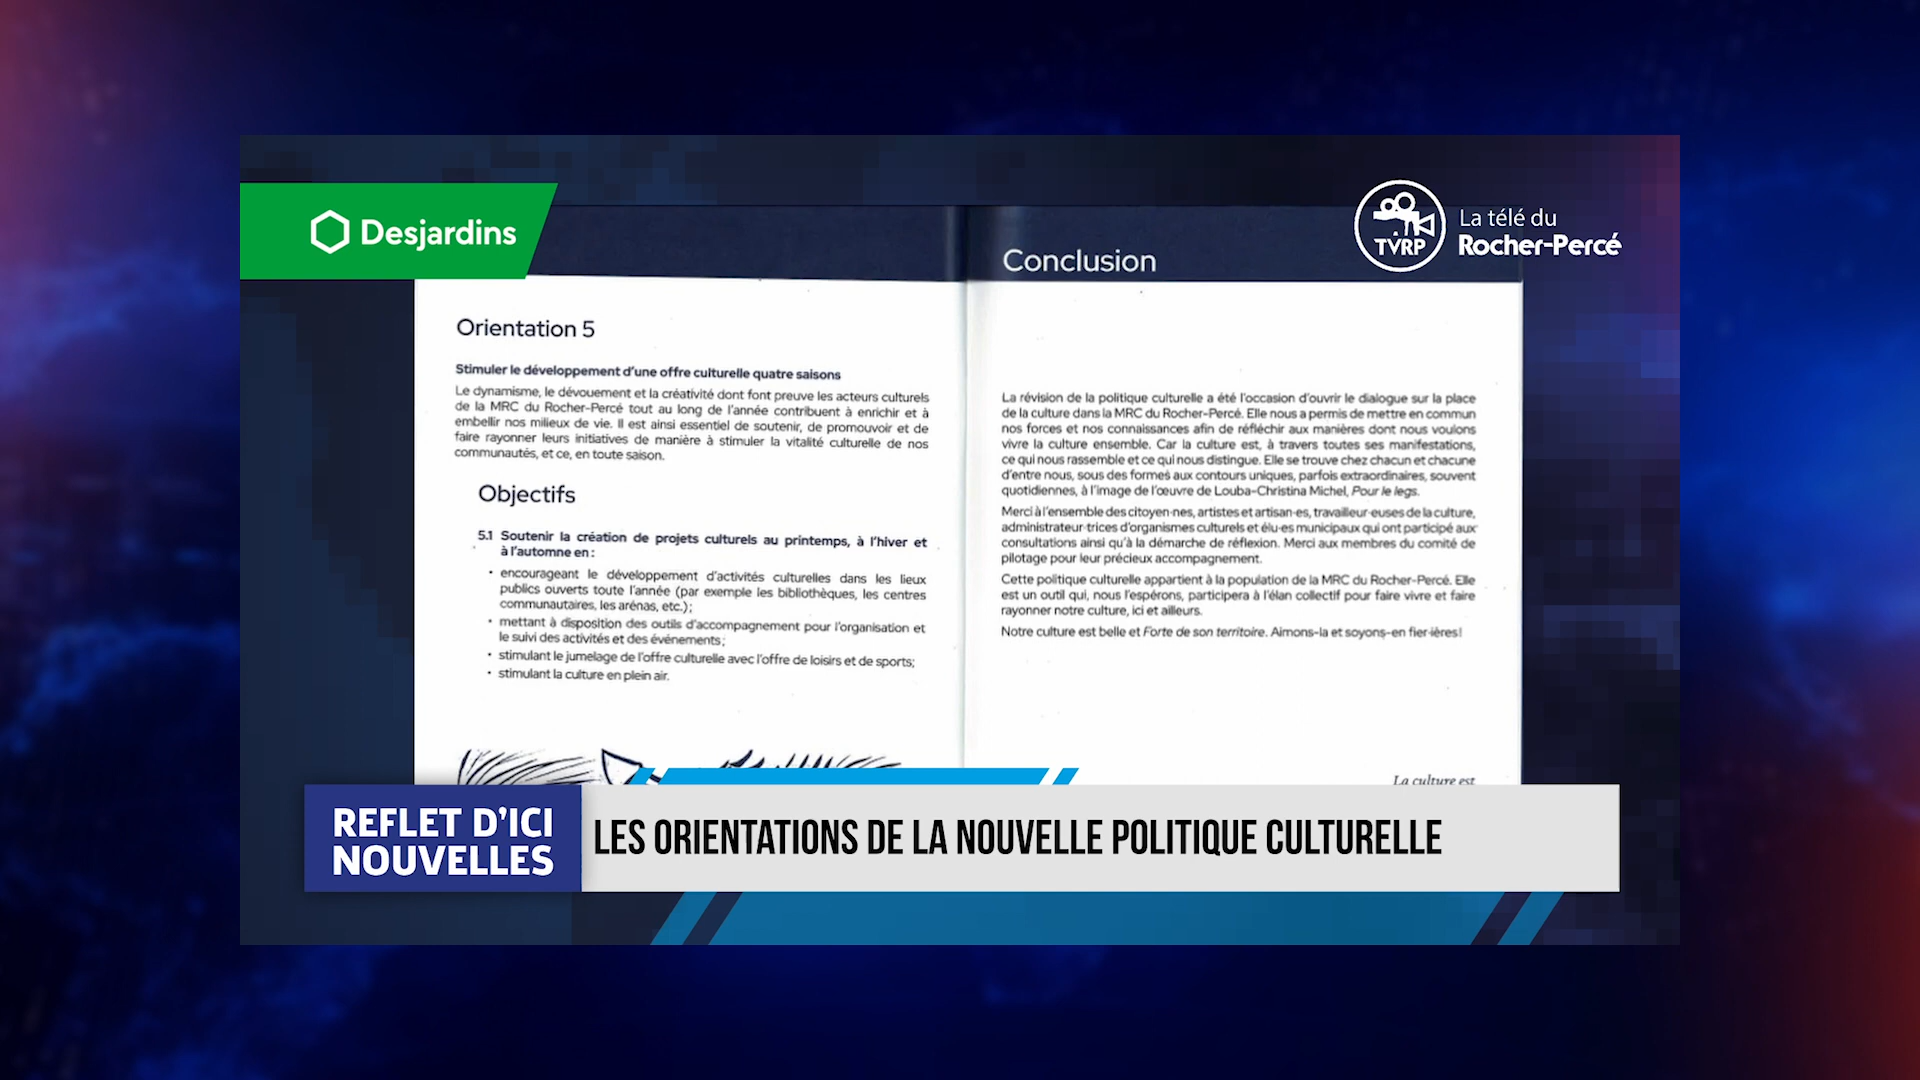 Desjardins
TVRP
La télé du
Rocher-Percé
Orientation 5
Stimuler le développement d'une offre culturelle quatre saisons
Le dynamisme, le dévouement et la créativité dont font preuve les acteurs culturels
de la MRC du Rocher-Percé tout au long de l'année contribuent à enrichir et à
embellir nos milieux de vie. Il est ainsi essentiel de soutenir, de promouvoir et de
faire rayonner leurs initiatives de manière à stimuler la vitalité culturelle de nos
communautés, et ce, en toute saison.
Objectifs
5.1 Soutenir la création de projets culturels au printemps, à l'hiver et
à l'automne en :
• encourageant le développement d'activités culturelles dans les lieux
publics ouverts toute l'année (par exemple les bibliothèques, les centres
communautaires, les arénas, etc.);
• mettant à disposition des outils d'accompagnement pour l'organisation et
le suivi des activités et des événements;
• stimulant le jumelage de l'offre culturelle avec l'offre de loisirs et de sports;
• stimulant la culture en plein air.
Conclusion
La révision de la politique culturelle a été l'occasion d'ouvrir le dialogue sur la place
de la culture dans la MRC du Rocher-Percé. Elle nous a permis de mettre en commun
nos forces et nos connaissances afin de réfléchir aux manières dont nous voulons
vivre la culture ensemble. Car la culture est, à travers toutes ses manifestations,
ce qui nous rassemble et ce qui nous distingue. Elle se trouve chez chacun et chacune
d'entre nous, sous des formes aux contours uniques, parfois extraordinaires, souvent
quotidiennes, à l'image de l'œuvre de Louba-Christina Michel, Pour le legs.
Merci à l'ensemble des citoyen·nes, artistes et artisan·es, travailleur·euses de la culture,
administrateur·trices d'organismes culturels et élu·es municipaux qui ont participé aux
consultations ainsi qu'à la démarche de réflexion. Merci aux membres du comité de
pilotage pour leur précieux accompagnement.
Cette politique culturelle appartient à la population de la MRC du Rocher-Percé. Elle
est un outil qui, nous l'espérons, participera à l'élan collectif pour faire vivre et faire
rayonner notre culture, ici et ailleurs.
Notre culture est belle et Forte de son territoire. Aimons-la et soyons-en fier·ières!
La culture est
REFLET D'ICI
NOUVELLES
LES ORIENTATIONS DE LA NOUVELLE POLITIQUE CULTURELLE